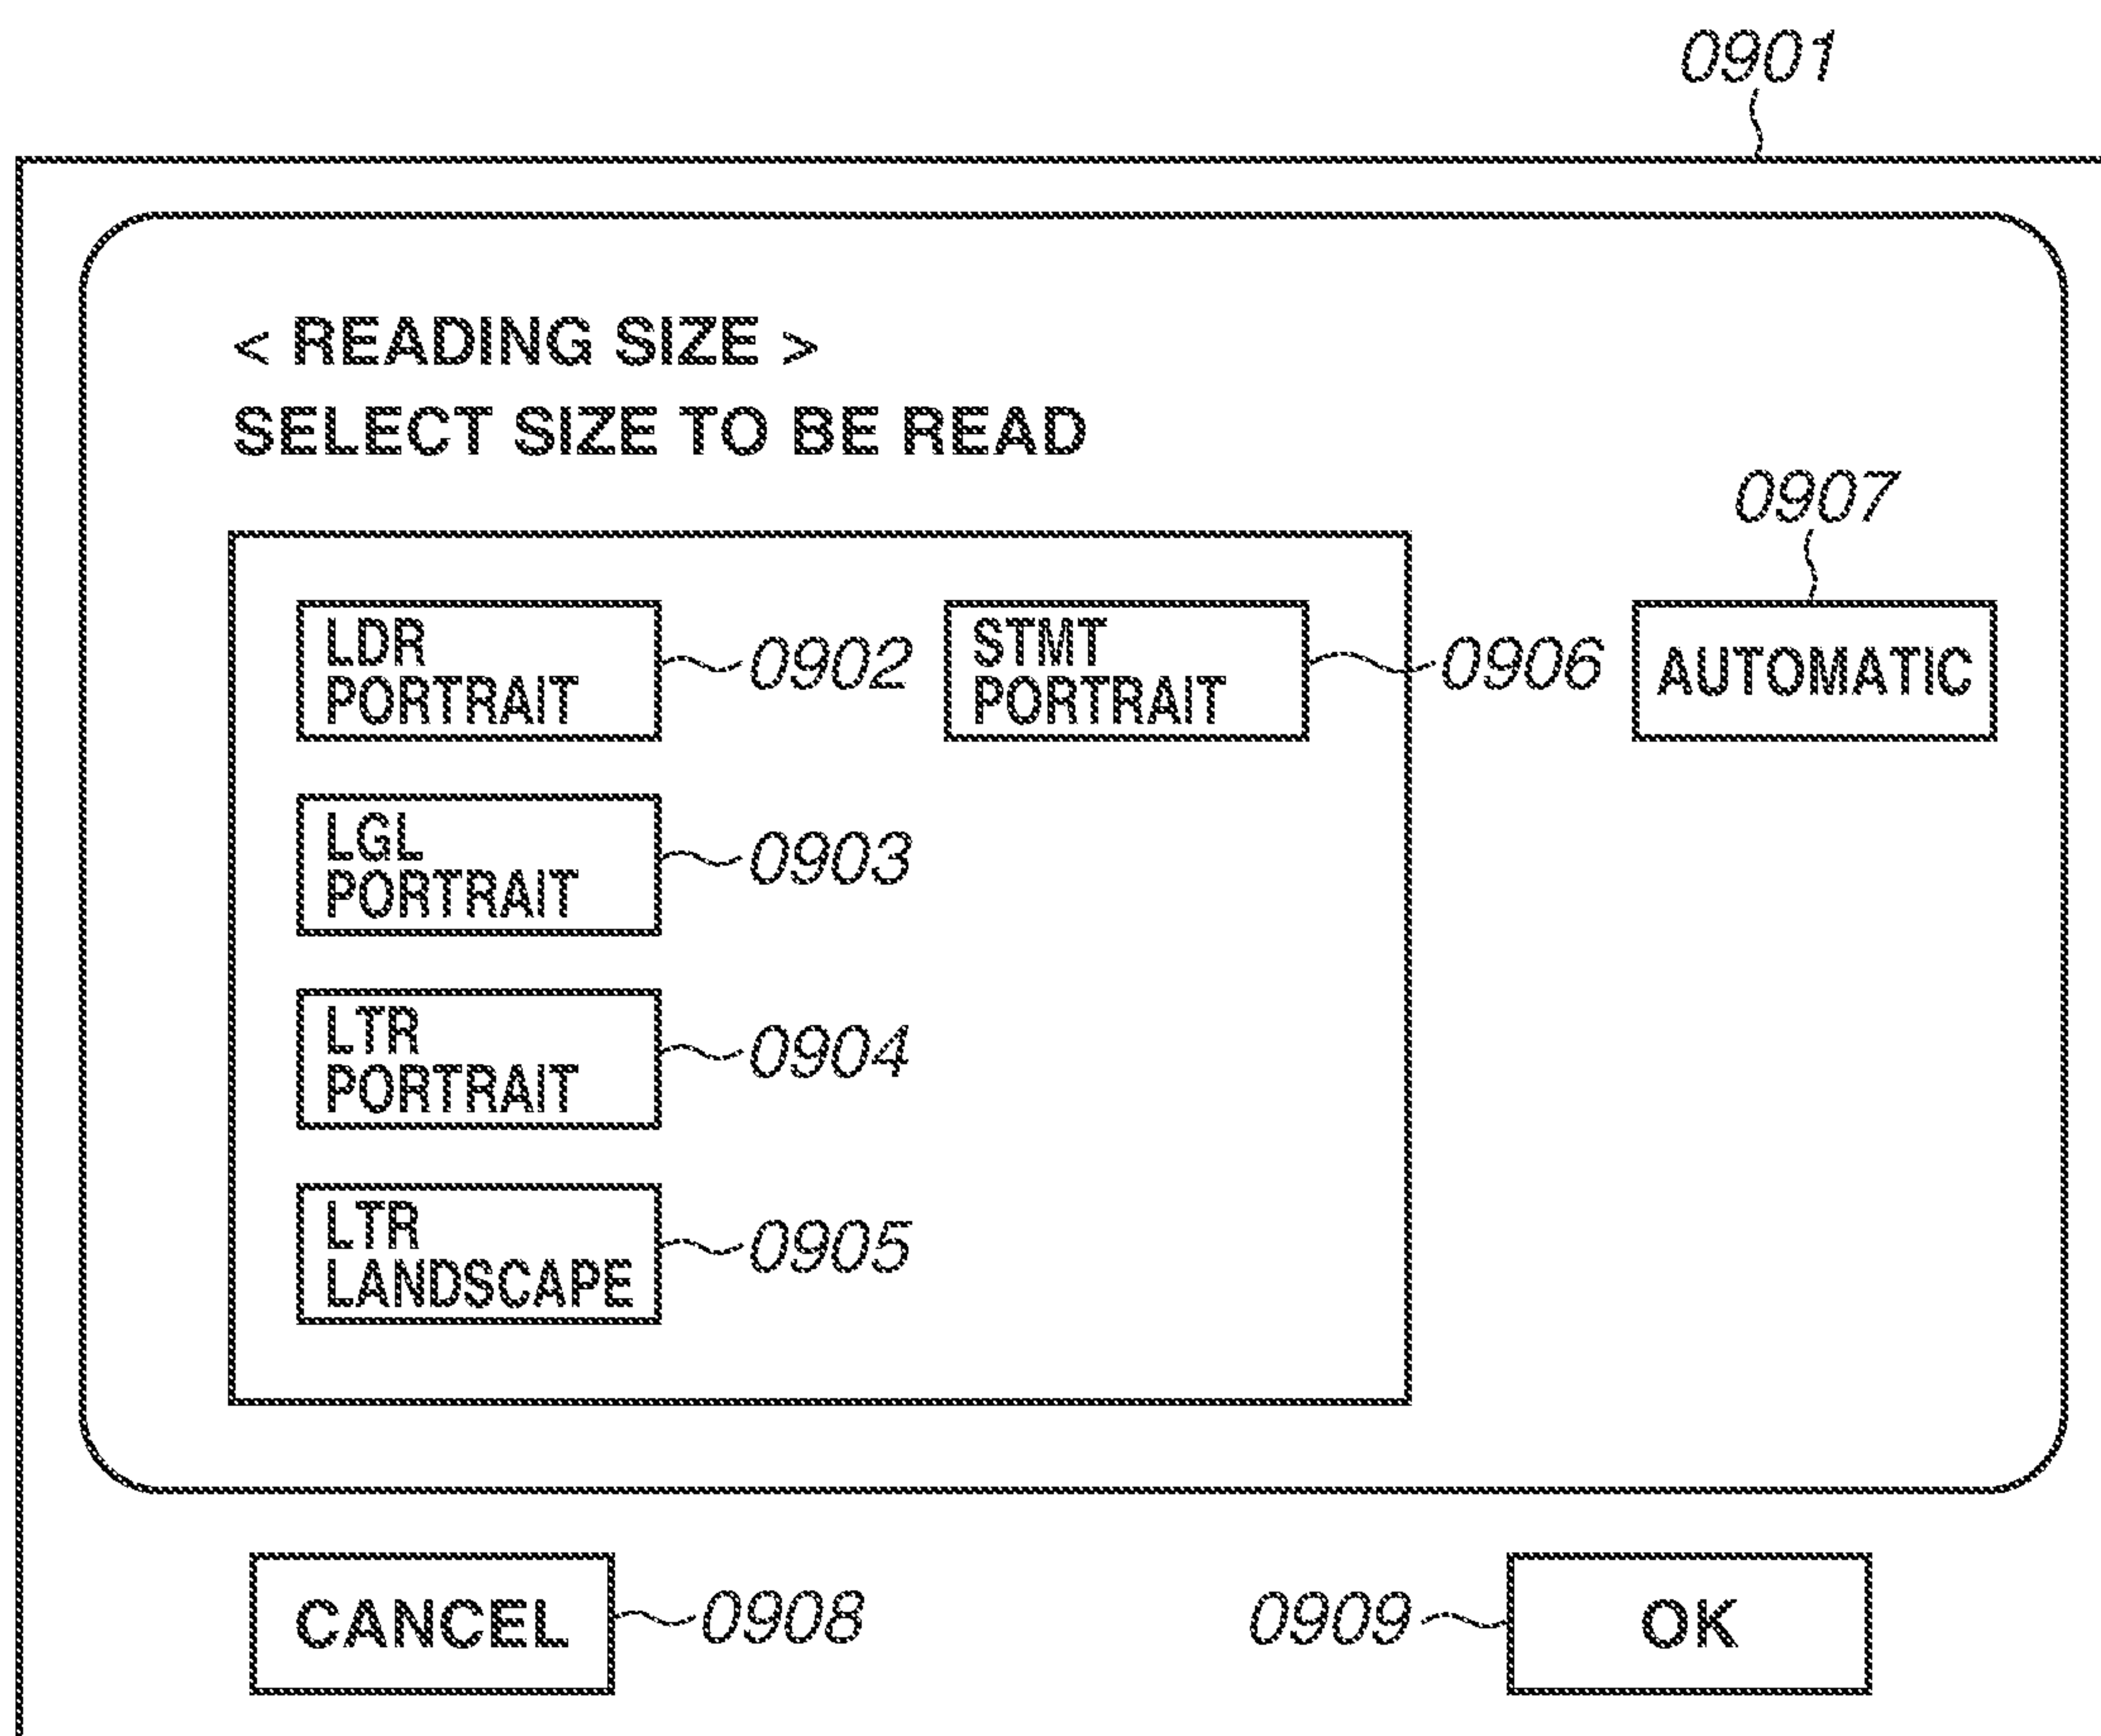 0901
< READING SIZE >
SELECT SIZE TO BE READ
0907
LDR
PORTRAIT
0902
STMT
PORTRAIT
0906
AUTOMATIC
LGL
PORTRAIT
0903
LTR
PORTRAIT
0904
LTR
LANDSCAPE
0905
CANCEL
0908
0909
OK